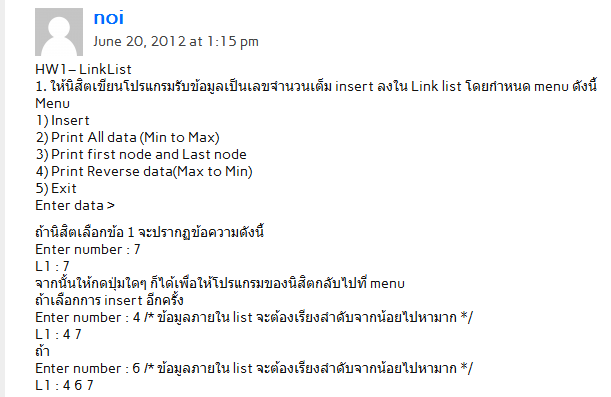 noi
June 20, 2012 at 1:15 pm
HW1– LinkList
1. ให้นิสิตเขียนโปรแกรมรับข้อมูลเป็นเลขจำนวนเต็ม insert ลงใน Link list โดยกำหนด menu ดังนี้
Menu
1) Insert
2) Print All data (Min to Max)
3) Print first node and Last node
4) Print Reverse data(Max to Min)
5) Exit
Enter data >
ถ้านิสิตเลือกข้อ 1 จะปรากฏข้อความดังนี้
Enter number : 7
L1 : 7
จากนั้นให้กดปุ่มใดๆ ก็ได้เพื่อให้โปรแกรมของนิสิตกลับไปที่ menu
ถ้าเลือกการ insert อีกครั้ง
Enter number : 4 /* ข้อมูลภายใน list จะต้องเรียงลำดับจากน้อยไปหามาก */
L1 : 4 7
ถ้า
Enter number : 6 /* ข้อมูลภายใน list จะต้องเรียงลำดับจากน้อยไปหามาก */
L1 : 4 6 7